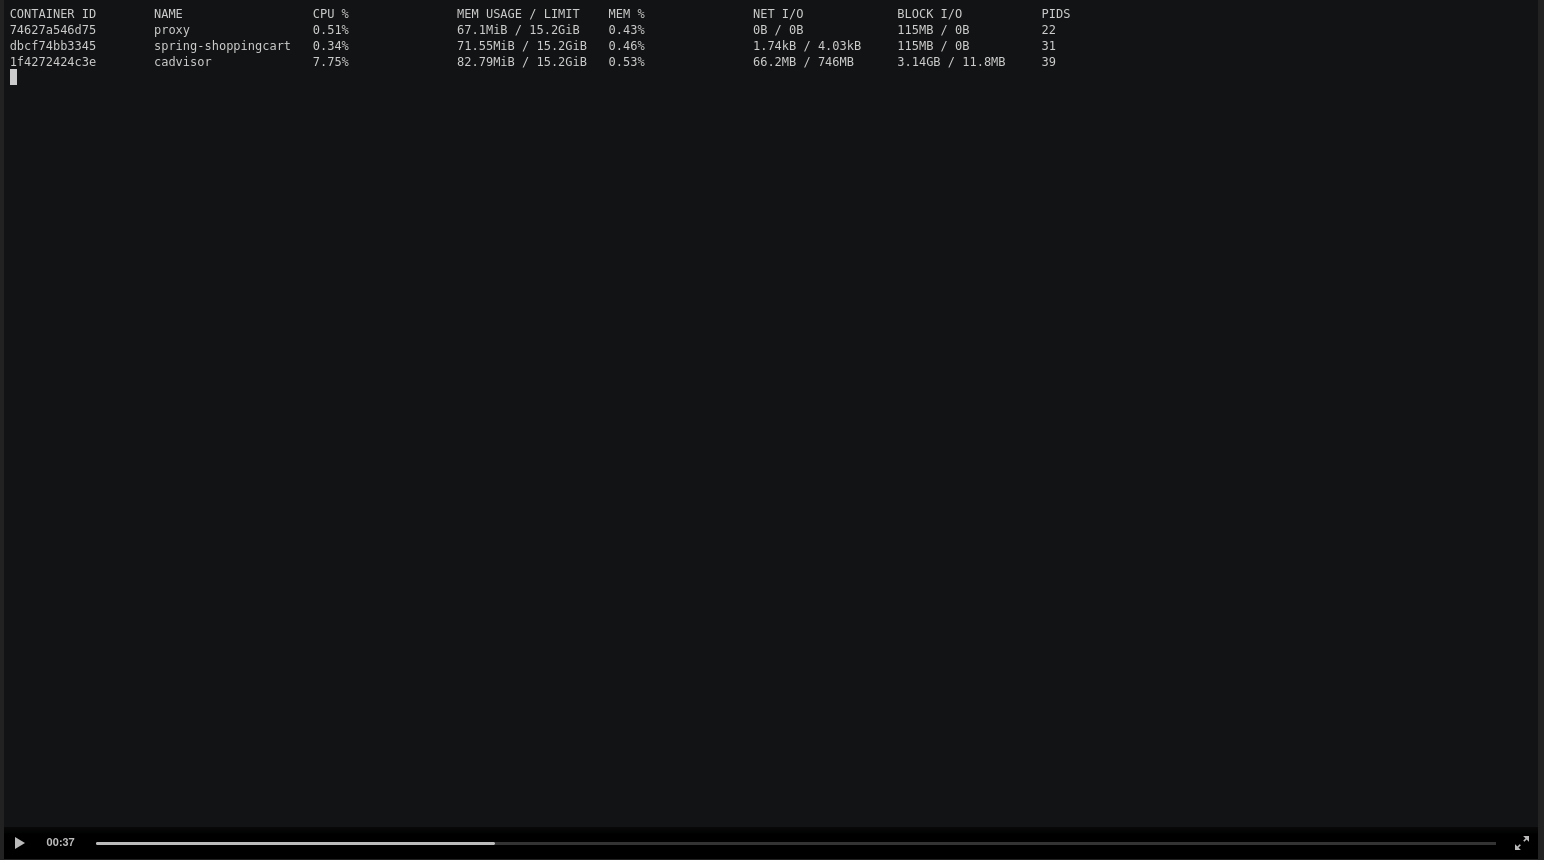 CONTAINER ID NAME CPU % MEM USAGE / LIMIT MEM % NET I/O BLOCK I/O PIDS
74627a546d75 proxy 0.51% 67.1MiB / 15.2GiB 0.43% 0B / 0B 115MB / 0B 22
dbcf74bb3345 spring-shoppingcart 0.34% 71.55MiB / 15.2GiB 0.46% 1.74kB / 4.03kB 115MB / 0B 31
1f4272424c3e cadvisor 7.75% 82.79MiB / 15.2GiB 0.53% 66.2MB / 746MB 3.14GB / 11.8MB 39
00:37